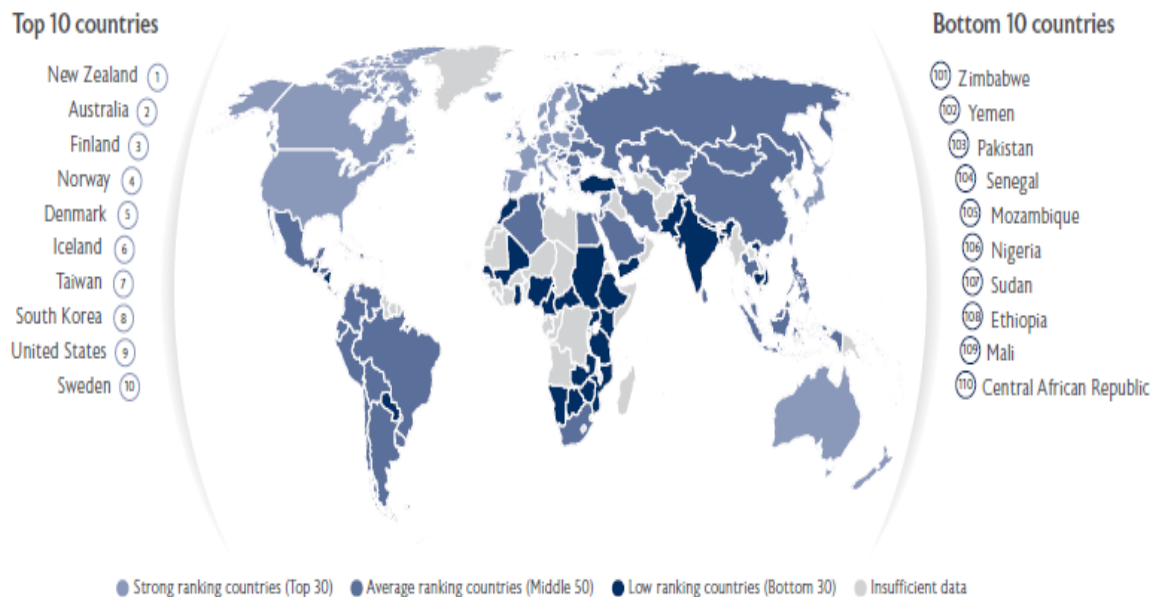 Top 10 countries
New Zealand 1
Australia 2
Finland 3
Norway 4
Denmark 5
Iceland 6
Taiwan 7
South Korea 8
United States 9
Sweden 10
Bottom 10 countries
101 Zimbabwe
102 Yemen
103 Pakistan
104 Senegal
105 Mozambique
106 Nigeria
107 Sudan
108 Ethiopia
109 Mali
110 Central African Republic
Strong ranking countries (Top 30) Average ranking countries (Middle 50) Low ranking countries (Bottom 30) Insufficient data